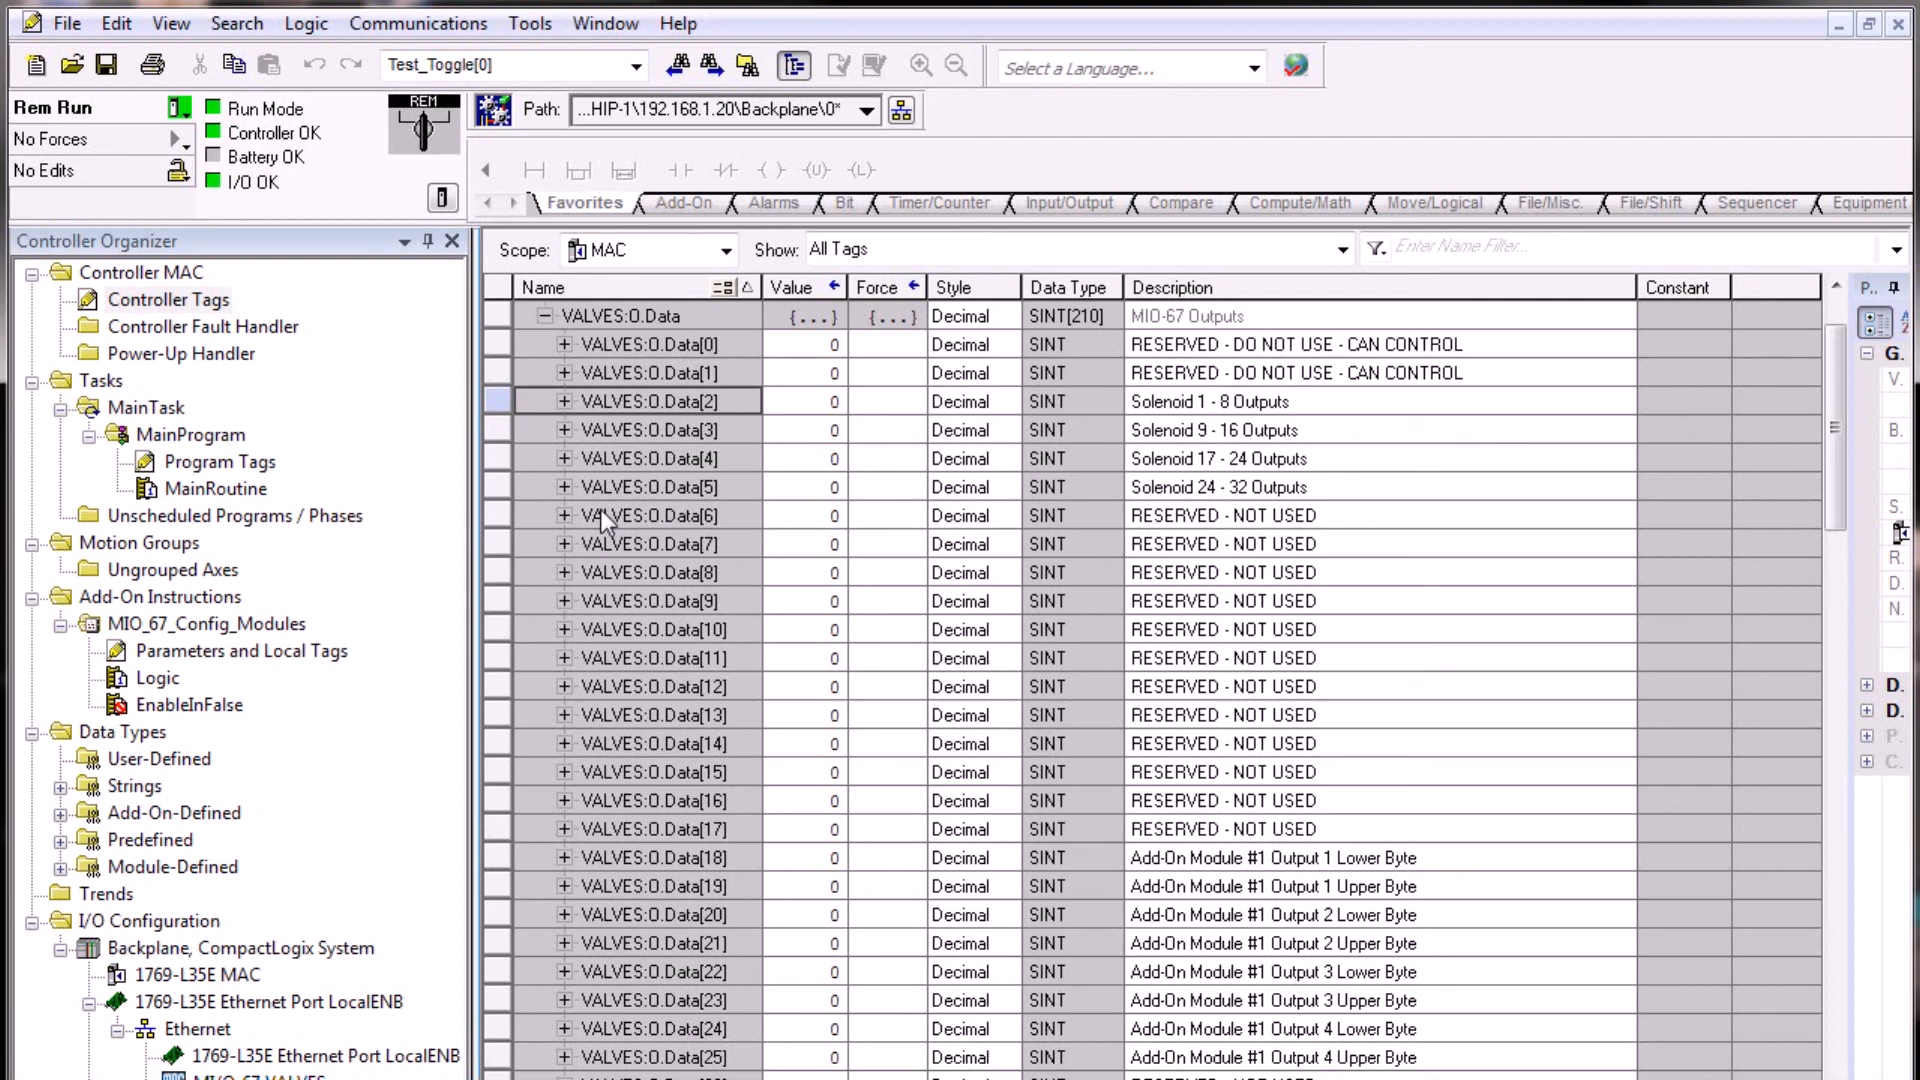 File Edit View Search Logic Communications Tools Window Help
Test_Toggle[0]
Select a Language...
Rem Run
No Forces
No Edits
Run Mode
Controller OK
Battery OK
I/O OK
REM
Path: ...HIP-1\192.168.1.20\Backplane\0*
Favorites Add-On Alarms Bit Timer/Counter Input/Output Compare Compute/Math Move/Logical File/Misc. File/Shift Sequencer Equipment
Controller Organizer
Controller MAC
Controller Tags
Controller Fault Handler
Power-Up Handler
Tasks
MainTask
MainProgram
Program Tags
MainRoutine
Unscheduled Programs / Phases
Motion Groups
Ungrouped Axes
Add-On Instructions
MIO_67_Config_Modules
Parameters and Local Tags
Logic
EnableInFalse
Data Types
User-Defined
Strings
Add-On-Defined
Predefined
Module-Defined
Trends
I/O Configuration
Backplane, CompactLogix System
1769-L35E MAC
1769-L35E Ethernet Port LocalENB
Ethernet
1769-L35E Ethernet Port LocalENB
Scope: MAC Show: All Tags Enter Name Filter...
Name Value Force Style Data Type Description Constant
VALVES:O.Data {...} {...} Decimal SINT[210] MIO-67 Outputs
VALVES:O.Data[0] 0 Decimal SINT RESERVED - DO NOT USE - CAN CONTROL
VALVES:O.Data[1] 0 Decimal SINT RESERVED - DO NOT USE - CAN CONTROL
VALVES:O.Data[2] 0 Decimal SINT Solenoid 1 - 8 Outputs
VALVES:O.Data[3] 0 Decimal SINT Solenoid 9 - 16 Outputs
VALVES:O.Data[4] 0 Decimal SINT Solenoid 17 - 24 Outputs
VALVES:O.Data[5] 0 Decimal SINT Solenoid 24 - 32 Outputs
VALVES:O.Data[6] 0 Decimal SINT RESERVED - NOT USED
VALVES:O.Data[7] 0 Decimal SINT RESERVED - NOT USED
VALVES:O.Data[8] 0 Decimal SINT RESERVED - NOT USED
VALVES:O.Data[9] 0 Decimal SINT RESERVED - NOT USED
VALVES:O.Data[10] 0 Decimal SINT RESERVED - NOT USED
VALVES:O.Data[11] 0 Decimal SINT RESERVED - NOT USED
VALVES:O.Data[12] 0 Decimal SINT RESERVED - NOT USED
VALVES:O.Data[13] 0 Decimal SINT RESERVED - NOT USED
VALVES:O.Data[14] 0 Decimal SINT RESERVED - NOT USED
VALVES:O.Data[15] 0 Decimal SINT RESERVED - NOT USED
VALVES:O.Data[16] 0 Decimal SINT RESERVED - NOT USED
VALVES:O.Data[17] 0 Decimal SINT RESERVED - NOT USED
VALVES:O.Data[18] 0 Decimal SINT Add-On Module #1 Output 1 Lower Byte
VALVES:O.Data[19] 0 Decimal SINT Add-On Module #1 Output 1 Upper Byte
VALVES:O.Data[20] 0 Decimal SINT Add-On Module #1 Output 2 Lower Byte
VALVES:O.Data[21] 0 Decimal SINT Add-On Module #1 Output 2 Upper Byte
VALVES:O.Data[22] 0 Decimal SINT Add-On Module #1 Output 3 Lower Byte
VALVES:O.Data[23] 0 Decimal SINT Add-On Module #1 Output 3 Upper Byte
VALVES:O.Data[24] 0 Decimal SINT Add-On Module #1 Output 4 Lower Byte
VALVES:O.Data[25] 0 Decimal SINT Add-On Module #1 Output 4 Upper Byte
P..
G.
V.
B.
S.
R.
D.
N.
D.
D.
P.
C.